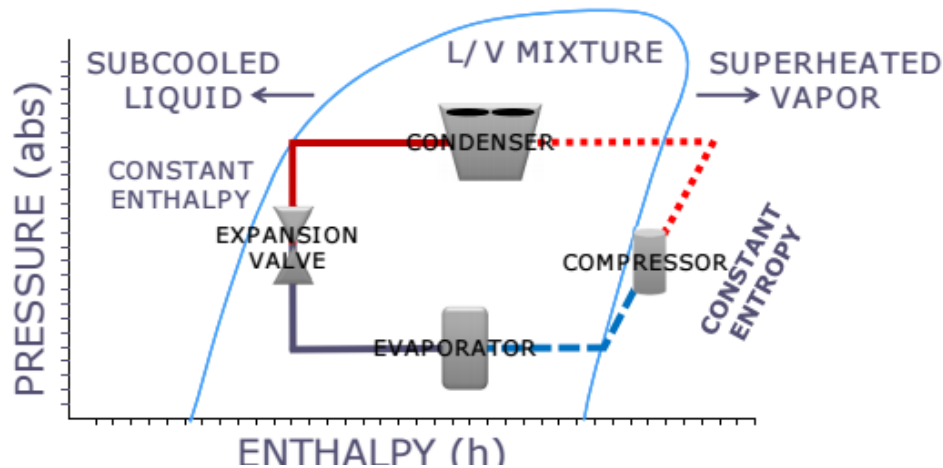 SUBCOOLED
LIQUID
L/V MIXTURE
SUPERHEATED
VAPOR
CONDENSER
CONSTANT
ENTHALPY
EXPANSION
VALVE
COMPRESSOR
CONSTANT
ENTROPY
EVAPORATOR
PRESSURE (abs)
ENTHALPY (h)